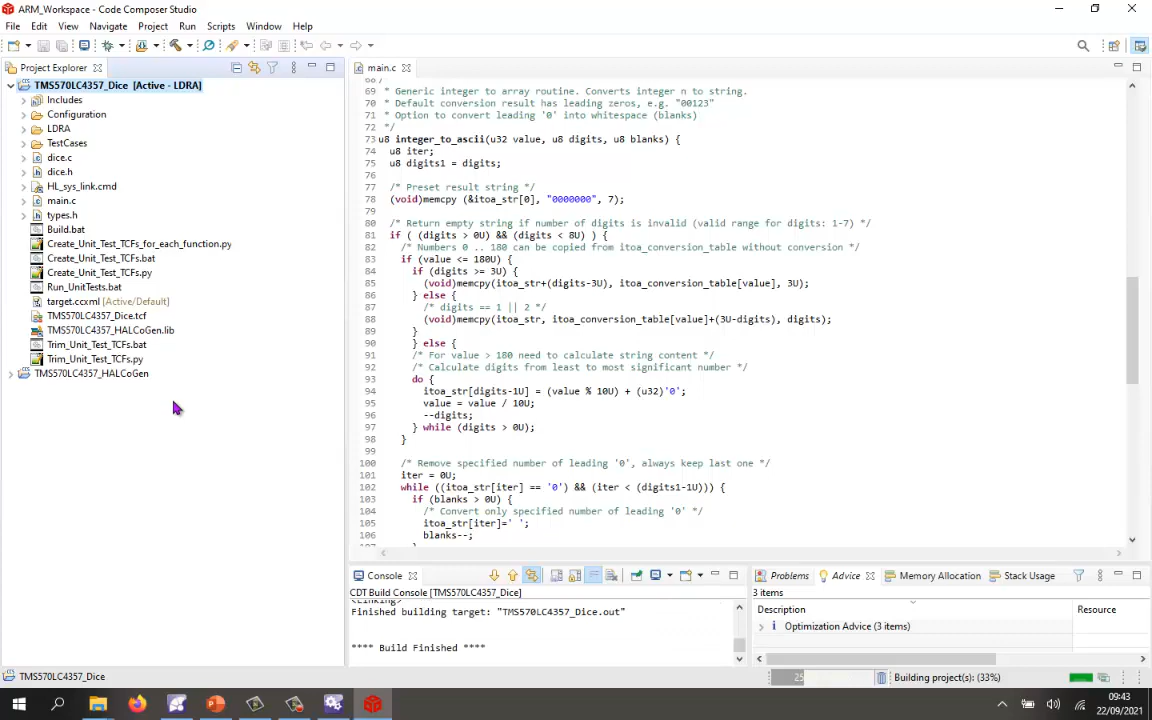 ARM_Workspace - Code Composer Studio
File Edit View Navigate Project Run Scripts Window Help
Project Explorer
TMS570LC4357_Dice [Active - LDRA]
Includes
Configuration
LDRA
TestCases
dice.c
dice.h
HL_sys_link.cmd
main.c
types.h
Build.bat
Create_Unit_Test_TCFs_for_each_function.py
Create_Unit_Test_TCFs.bat
Create_Unit_Test_TCFs.py
Run_UnitTests.bat
target.ccxml [Active/Default]
TMS570LC4357_Dice.tcf
TMS570LC4357_HALCoGen.lib
Trim_Unit_Test_TCFs.bat
Trim_Unit_Test_TCFs.py
TMS570LC4357_HALCoGen
main.c
68 /
69 * Generic integer to array routine. Converts integer n to string.
70 * Default conversion result has leading zeros, e.g. "00123"
71 * Option to convert leading '0' into whitespace (blanks)
72 */
73 u8 integer_to_ascii(u32 value, u8 digits, u8 blanks) {
74 u8 iter;
75 u8 digits1 = digits;
76
77 /* Preset result string */
78 (void)memcpy (&itoa_str[0], "0000000", 7);
79
80 /* Return empty string if number of digits is invalid (valid range for digits: 1-7) */
81 if ( (digits > 0U) && (digits < 8U) ) {
82 /* Numbers 0 .. 180 can be copied from itoa_conversion_table without conversion */
83 if (value <= 180U) {
84 if (digits >= 3U) {
85 (void)memcpy(itoa_str+(digits-3U), itoa_conversion_table[value], 3U);
86 } else {
87 /* digits == 1 || 2 */
88 (void)memcpy(itoa_str, itoa_conversion_table[value]+(3U-digits), digits);
89 }
90 } else {
91 /* For value > 180 need to calculate string content */
92 /* Calculate digits from least to most significant number */
93 do {
94 itoa_str[digits-1U] = (value % 10U) + (u32)'0';
95 value = value / 10U;
96 --digits;
97 } while (digits > 0U);
98 }
99
100 /* Remove specified number of leading '0', always keep last one */
101 iter = 0U;
102 while ((itoa_str[iter] == '0') && (iter < (digits1-1U))) {
103 if (blanks > 0U) {
104 /* Convert only specified number of leading '0' */
105 itoa_str[iter]=' ';
106 blanks--;
107 }
Console
CDT Build Console [TMS570LC4357_Dice]
<Linking>
Finished building target: "TMS570LC4357_Dice.out"
**** Build Finished ****
Problems Advice Memory Allocation Stack Usage
3 items
Description Resource
Optimization Advice (3 items)
TMS570LC4357_Dice
25
Building project(s): (33%)
09:43
22/09/2021